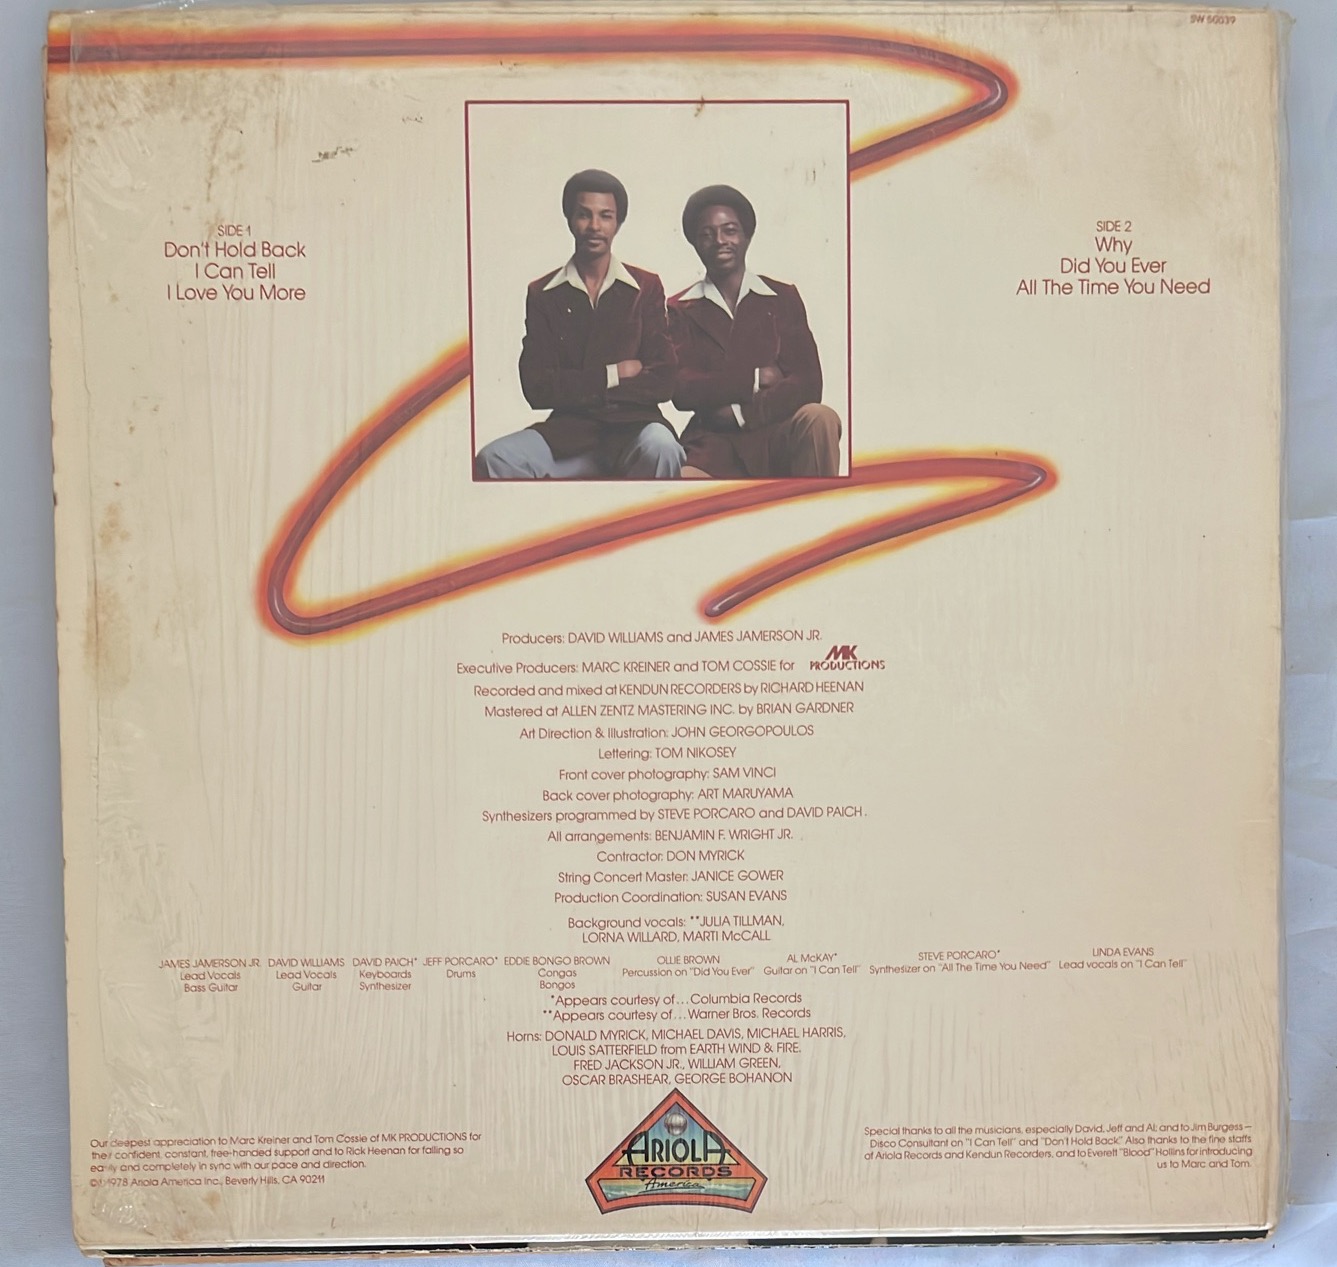 SW 50039
SIDE 1
Don't Hold Back
I Can Tell
I Love You More
SIDE 2
Why
Did You Ever
All The Time You Need
Producers: DAVID WILLIAMS and JAMES JAMERSON JR.
Executive Producers: MARC KREINER and TOM COSSIE for MK PRODUCTIONS
Recorded and mixed at KENDUN RECORDERS by RICHARD HEENAN
Mastered at ALLEN ZENTZ MASTERING INC. by BRIAN GARDNER
Art Direction & Illustration: JOHN GEORGOPOULOS
Lettering: TOM NIKOSEY
Front cover photography: SAM VINCI
Back cover photography: ART MARUYAMA
Synthesizers programmed by STEVE PORCARO and DAVID PAICH.
All arrangements: BENJAMIN F. WRIGHT JR.
Contractor: DON MYRICK
String Concert Master: JANICE GOWER
Production Coordination: SUSAN EVANS
Background vocals: **JULIA TILLMAN,
LORNA WILLARD, MARTI McCALL
JAMES JAMERSON JR.
Lead Vocals
Bass Guitar
DAVID WILLIAMS
Lead Vocals
Guitar
DAVID PAICH*
Keyboards
Synthesizer
JEFF PORCARO*
Drums
EDDIE BONGO BROWN
Congas
Bongos
OLLIE BROWN
Percussion on "Did You Ever"
AL McKAY*
Guitar on "I Can Tell"
STEVE PORCARO*
Synthesizer on "All The Time You Need"
LINDA EVANS
Lead vocals on "I Can Tell"
*Appears courtesy of...Columbia Records
**Appears courtesy of...Warner Bros. Records
Horns: DONALD MYRICK, MICHAEL DAVIS, MICHAEL HARRIS,
LOUIS SATTERFIELD from EARTH WIND & FIRE.
FRED JACKSON JR., WILLIAM GREEN,
OSCAR BRASHEAR, GEORGE BOHANON
Our deepest appreciation to Marc Kreiner and Tom Cossie of MK PRODUCTIONS for
their confident, constant, free-handed support and to Rick Heenan for falling so
easily and completely in sync with our pace and direction.
©1978 Ariola America Inc., Beverly Hills, CA 90211
ARIOLA
RECORDS
America
Special thanks to all the musicians, especially David, Jeff and Al; and to Jim Burgess—
Disco Consultant on "I Can Tell" and "Don't Hold Back." Also thanks to the fine staffs
of Ariola Records and Kendun Recorders, and to Everett "Blood" Hollins for introducing
us to Marc and Tom.